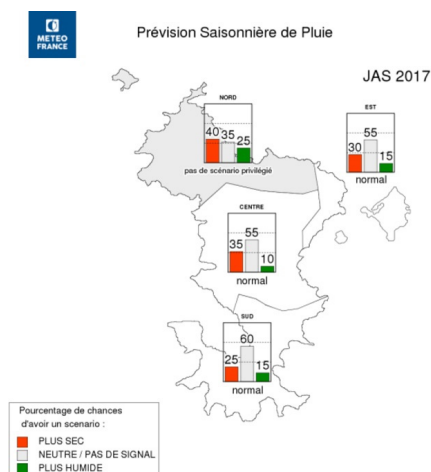 METEO
FRANCE
Prévision Saisonnière de Pluie
JAS 2017
NORD
40 35 25
pas de scénario privilégié
EST
30 55 15
normal
CENTRE
35 55 10
normal
SUD
25 60 15
normal
Pourcentage de chances
d'avoir un scenario :
PLUS SEC
NEUTRE / PAS DE SIGNAL
PLUS HUMIDE